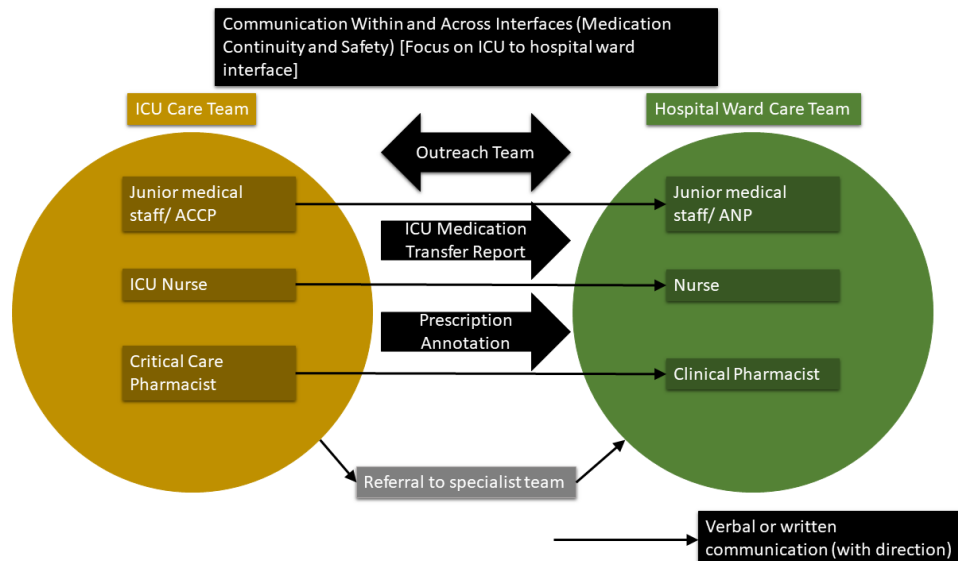 Communication Within and Across Interfaces (Medication
Continuity and Safety) [Focus on ICU to hospital ward
interface]
ICU Care Team
Hospital Ward Care Team
Outreach Team
Junior medical
staff/ ACCP
Junior medical
staff/ ANP
ICU Medication
Transfer Report
ICU Nurse
Nurse
Prescription
Annotation
Critical Care
Pharmacist
Clinical Pharmacist
Referral to specialist team
Verbal or written
communication (with direction)